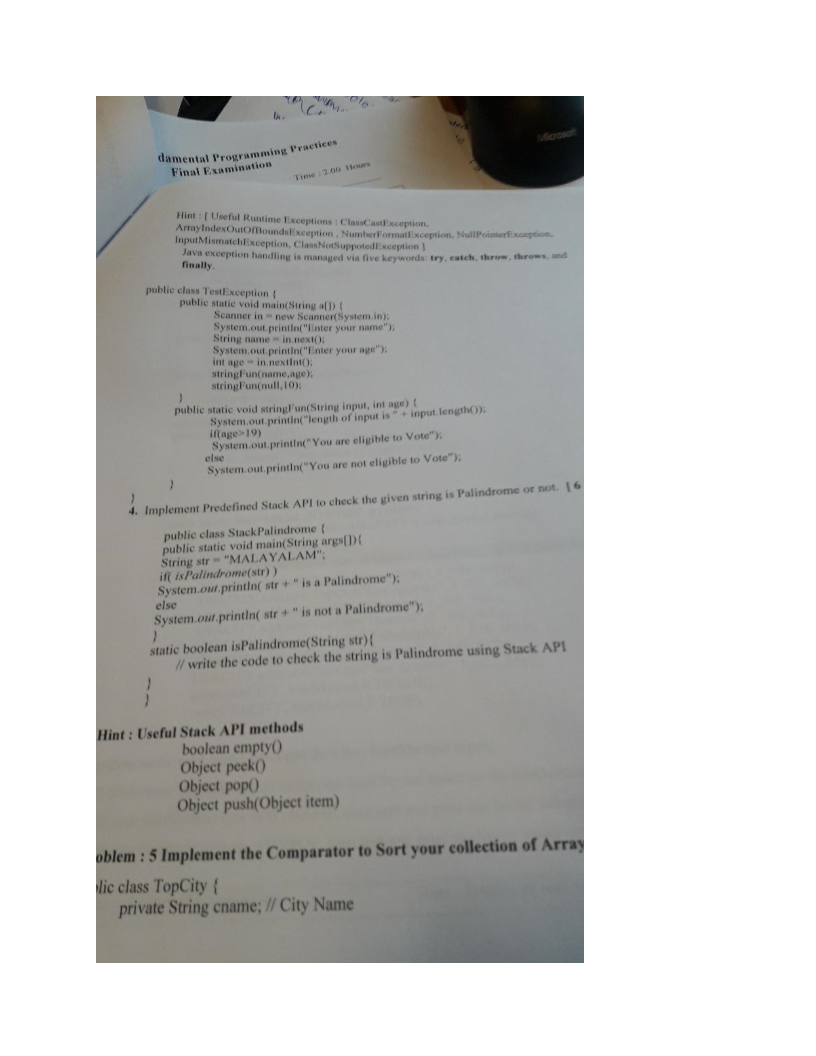 damental Programming Practices
Final Examination
Time : 2.00 Hours
Microsoft
Hint : [ Useful Runtime Exceptions : ClassCastException,
ArrayIndexOutOfBoundsException , NumberFormatException, NullPointerException,
InputMismatchException, ClassNotSuppotedException ]
Java exception handling is managed via five keywords: try, catch, throw, throws, and
finally.
public class TestException {
public static void main(String a[]) {
Scanner in = new Scanner(System.in);
System.out.println("Enter your name");
String name = in.next();
System.out.println("Enter your age");
int age = in.nextInt();
stringFun(name,age);
stringFun(null,10);
}
public static void stringFun(String input, int age) {
System.out.println("length of input is " + input.length());
if(age>19)
System.out.println("You are eligible to Vote");
else
System.out.println("You are not eligible to Vote");
}
}
4. Implement Predefined Stack API to check the given string is Palindrome or not. [ 6
public class StackPalindrome {
public static void main(String args[]){
String str = "MALAYALAM";
if( isPalindrome(str) )
System.out.println( str + " is a Palindrome");
else
System.out.println( str + " is not a Palindrome");
}
static boolean isPalindrome(String str){
// write the code to check the string is Palindrome using Stack API
}
}
Hint : Useful Stack API methods
boolean empty()
Object peek()
Object pop()
Object push(Object item)
oblem : 5 Implement the Comparator to Sort your collection of Array
lic class TopCity {
private String cname; // City Name